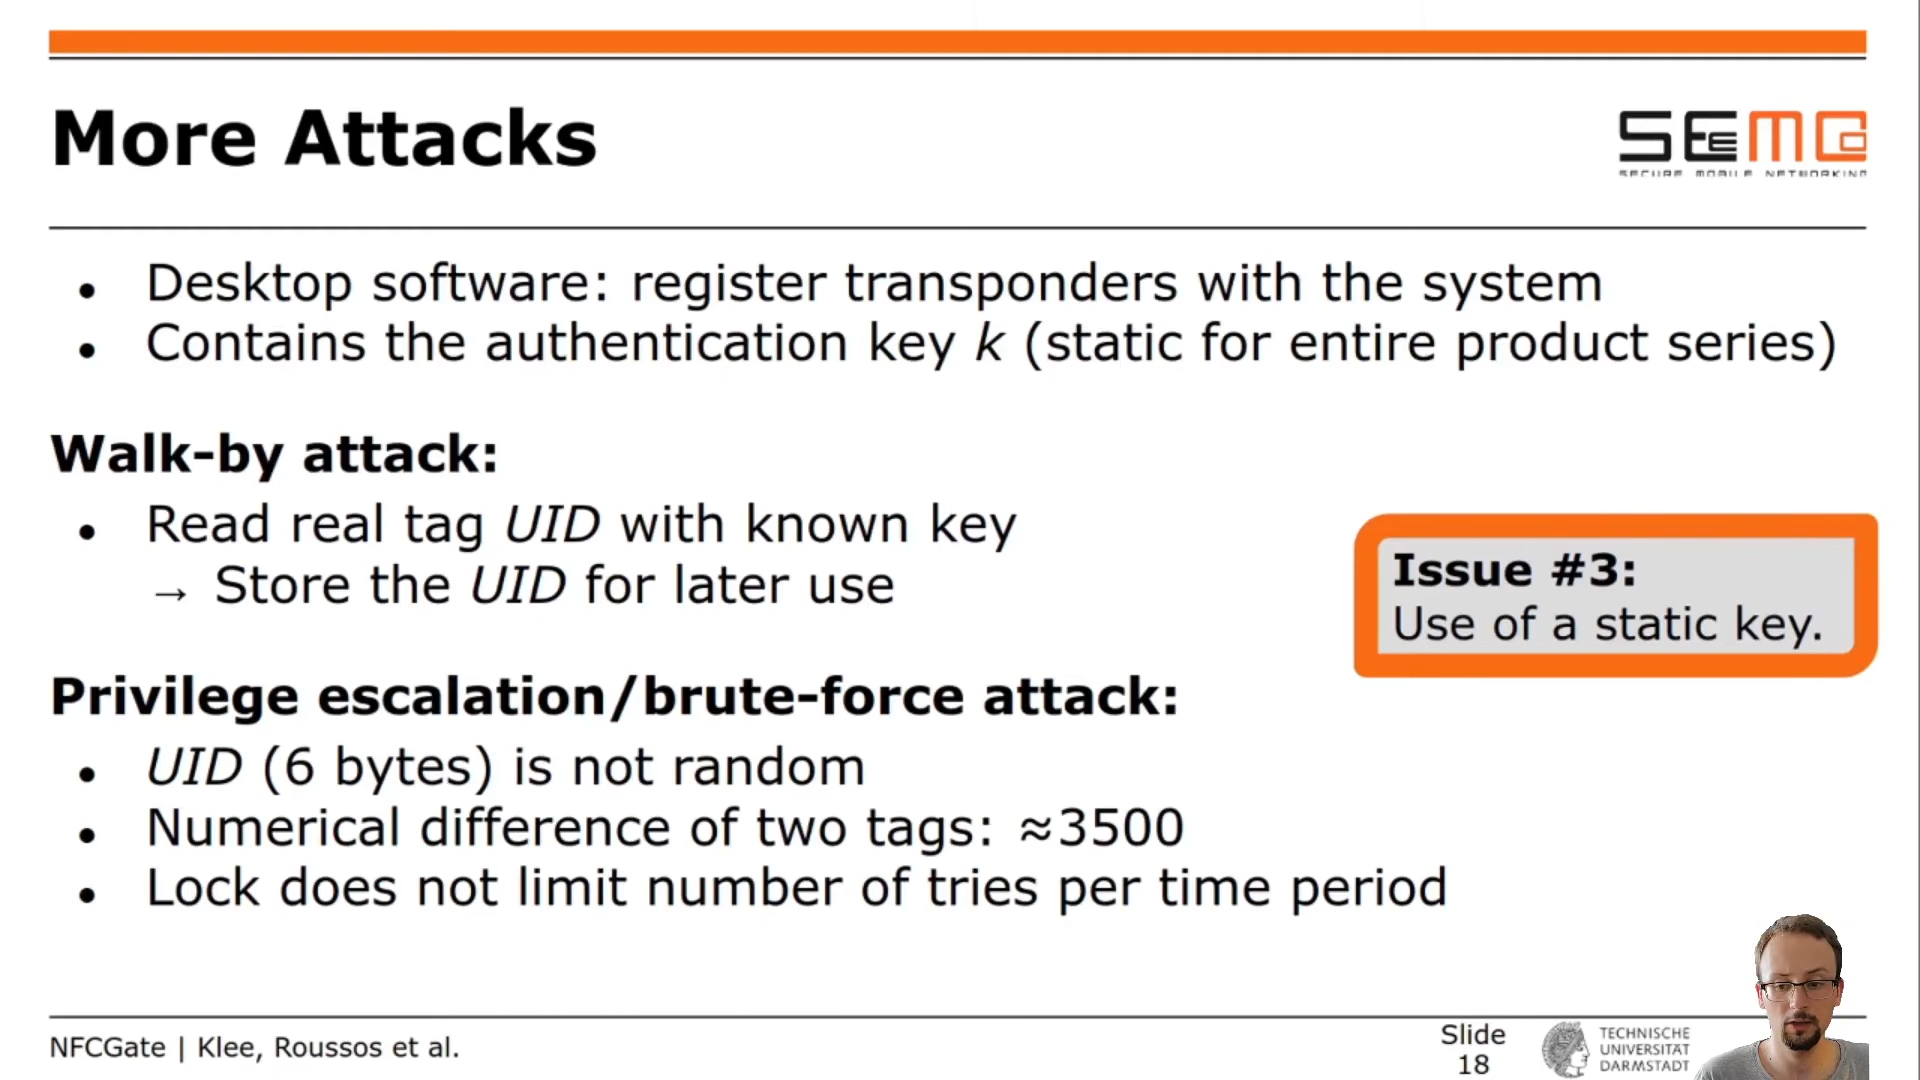 More Attacks
SEEMOO
SECURE MOBILE NETWORKING
• Desktop software: register transponders with the system
• Contains the authentication key k (static for entire product series)
Walk-by attack:
• Read real tag UID with known key
→ Store the UID for later use
Issue #3:
Use of a static key.
Privilege escalation/brute-force attack:
• UID (6 bytes) is not random
• Numerical difference of two tags: ≈3500
• Lock does not limit number of tries per time period
NFCGate | Klee, Roussos et al.
Slide
18
TECHNISCHE
UNIVERSITÄT
DARMSTADT